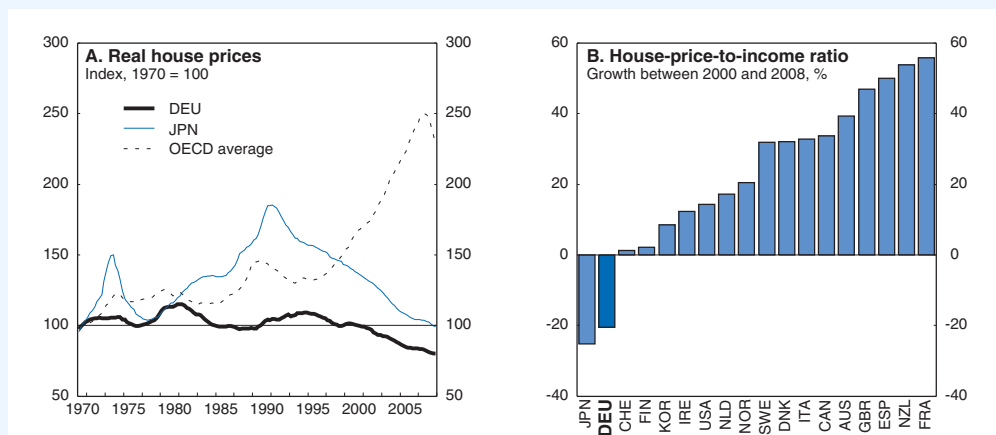 A. Real house prices
Index, 1970 = 100
DEU
JPN
OECD average
300
250
200
150
100
50
300
250
200
150
100
50
1970 1975 1980 1985 1990 1995 2000 2005
B. House-price-to-income ratio
Growth between 2000 and 2008, %
60
40
20
0
-20
-40
60
40
20
0
-20
-40
JPN DEU CHE FIN KOR IRE USA NLD NOR SWE DNK ITA CAN AUS GBR ESP NZL FRA